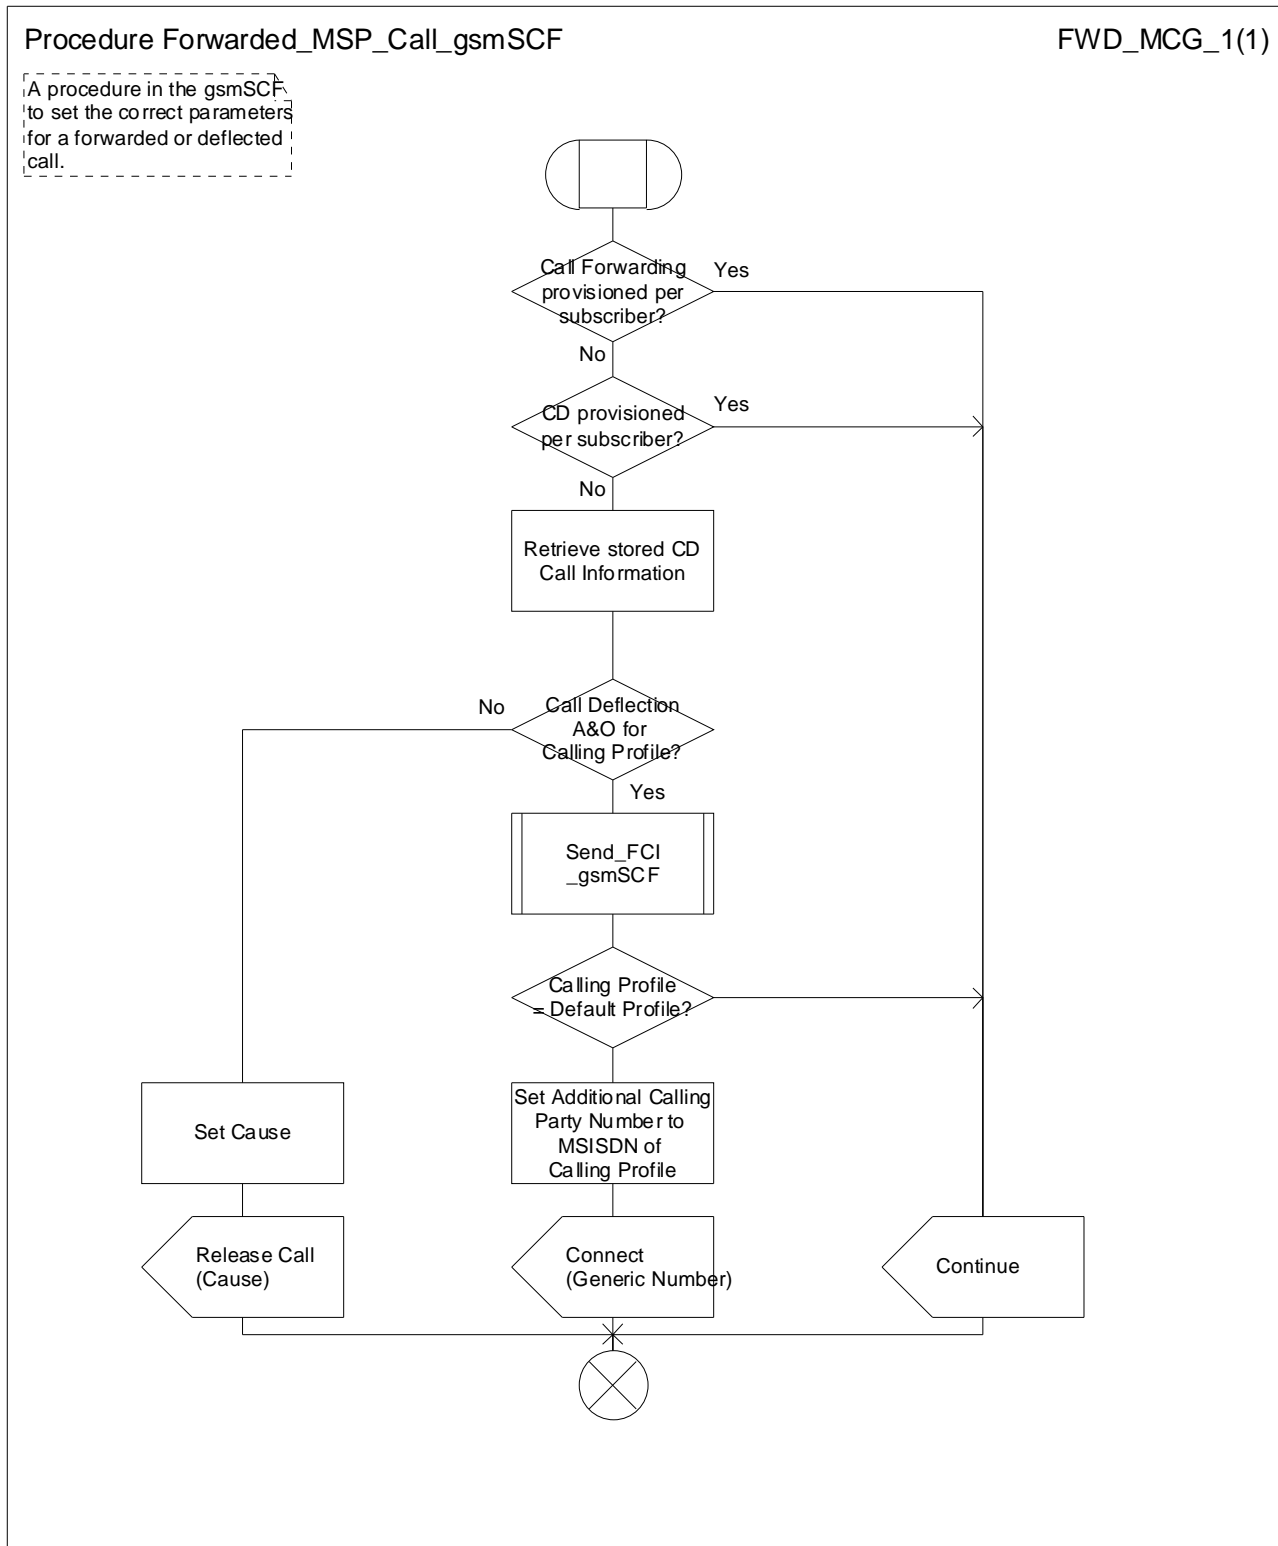 Procedure Forwarded_MSP_Call_gsmSCF
FWD_MCG_1(1)
A procedure in the gsmSCF
to set the correct parameters
for a forwarded or deflected
call.
Call Forwarding
provisioned per
subscriber?
Yes
No
CD provisioned
per subscriber?
Yes
No
Retrieve stored CD
Call Information
No
Call Deflection
A&O for
Calling Profile?
Yes
Send_FCI
_gsmSCF
Calling Profile
= Default Profile?
Set Cause
Set Additional Calling
Party Number to
MSISDN of
Calling Profile
Release Call
(Cause)
Connect
(Generic Number)
Continue